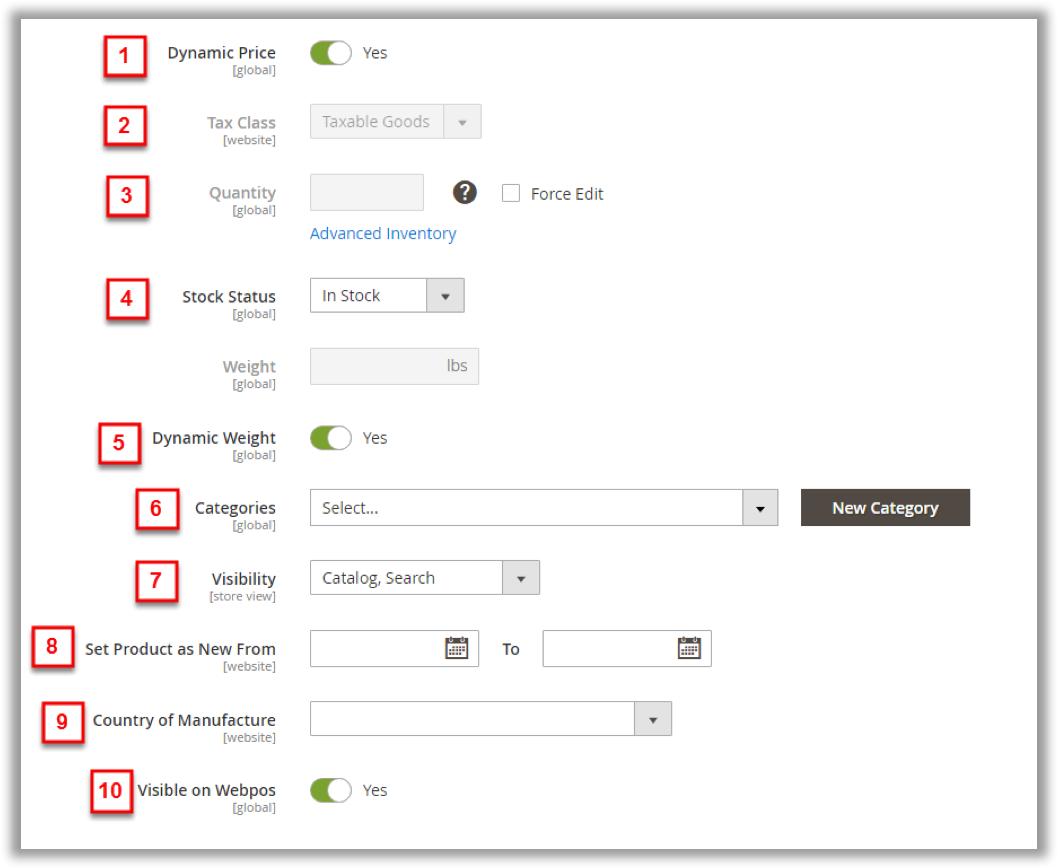 1 Dynamic Price Yes
[global]
2 Tax Class Taxable Goods
[website]
3 Quantity ? Force Edit
[global]
Advanced Inventory
4 Stock Status In Stock
[global]
Weight lbs
[global]
5 Dynamic Weight Yes
[global]
6 Categories Select... New Category
[global]
7 Visibility Catalog, Search
[store view]
8 Set Product as New From To
[website]
9 Country of Manufacture
[website]
10 Visible on Webpos Yes
[global]